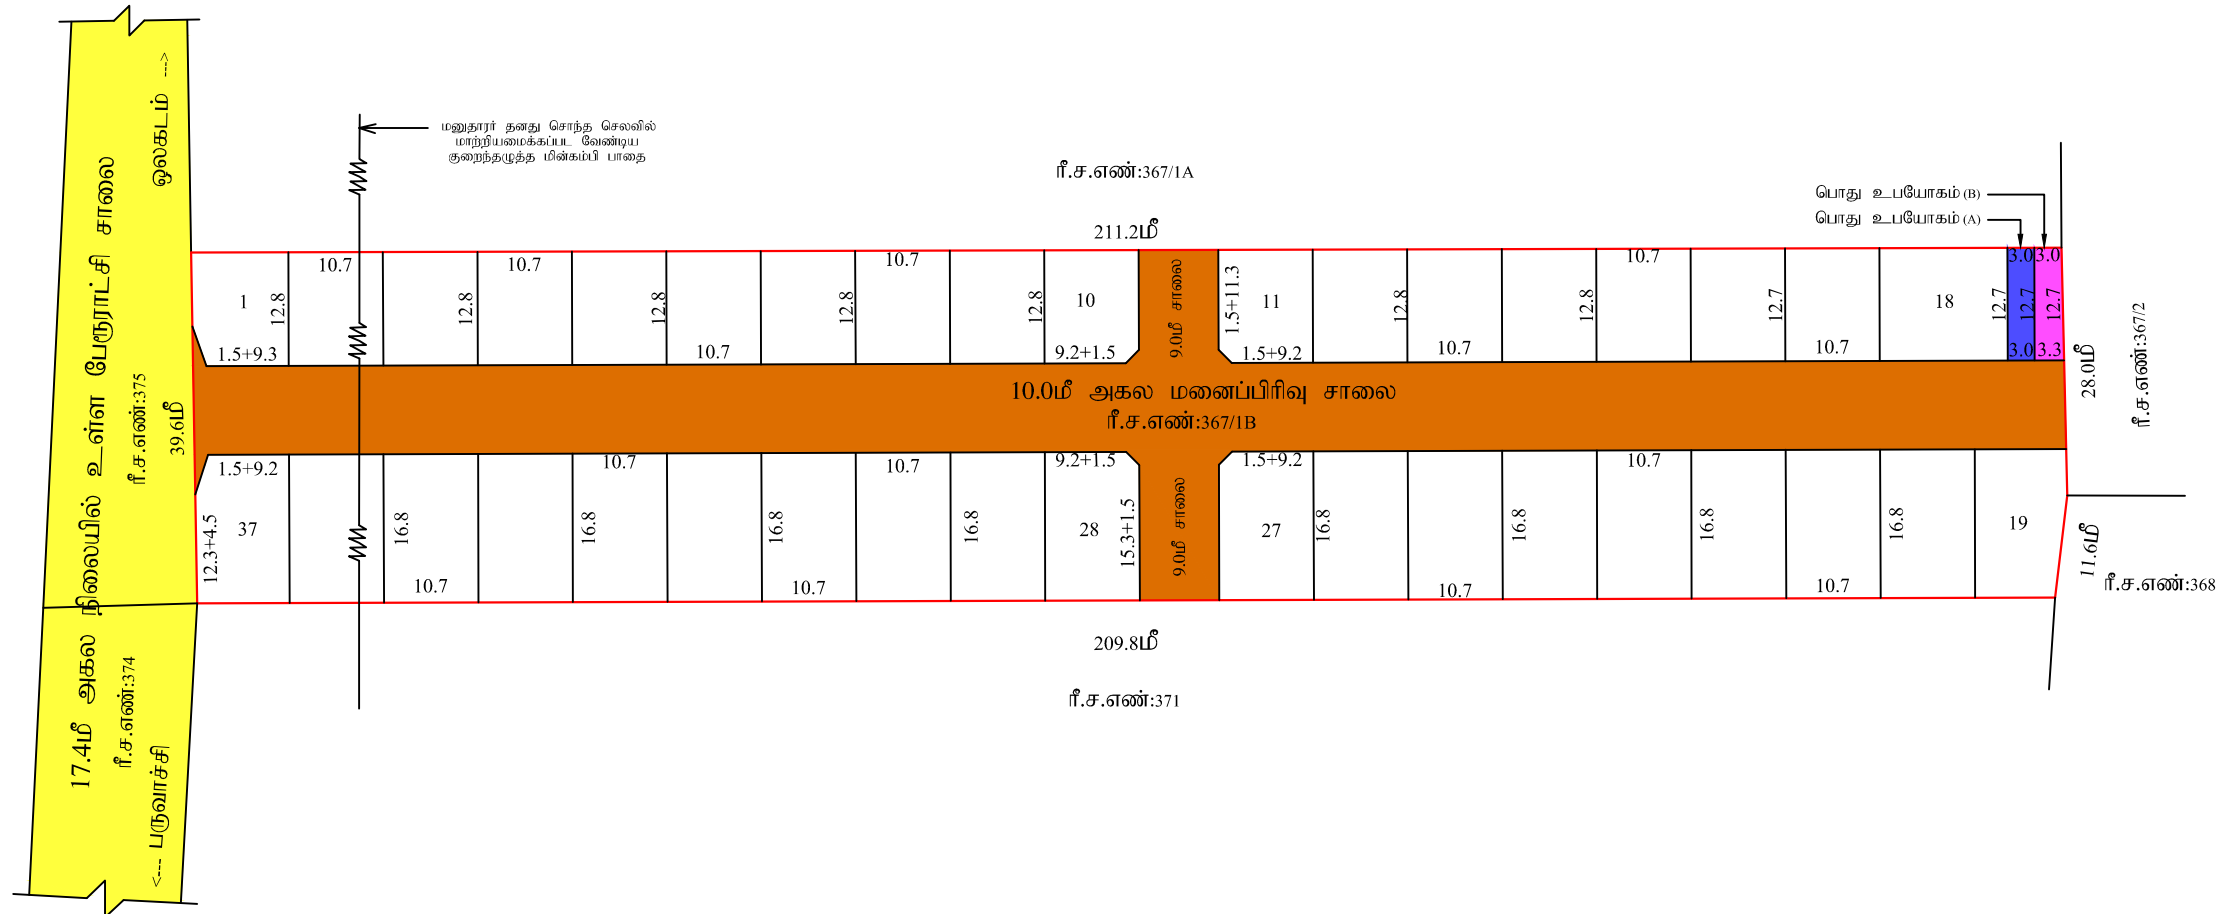 ஒலகடம் --->
17.4மீ அகல நிலையில் உள்ள பேரூராட்சி சாலை
ரீ.ச.எண்:375
ரீ.ச.எண்:374
<--- பருவாச்சி
39.6மீ
மனுதாரர் தனது சொந்த செலவில்
மாற்றியமைக்கப்பட வேண்டிய
குறைந்தழுத்த மின்கம்பி பாதை
ரீ.ச.எண்:367/1A
211.2மீ
பொது உபயோகம் (B)
பொது உபயோகம் (A)
10.7
10.7
10.7
10.7
3.0
3.0
1
12.8
12.8
12.8
12.8
12.8
10
9.0மீ சாலை
1.5+11.3
11
12.8
12.8
12.7
18
12.7
12.7
12.7
1.5+9.3
10.7
9.2+1.5
1.5+9.2
10.7
10.7
3.0
3.3
10.0மீ அகல மனைப்பிரிவு சாலை
ரீ.ச.எண்:367/1B
28.0மீ
ரீ.ச.எண்:367/2
1.5+9.2
10.7
10.7
9.2+1.5
1.5+9.2
10.7
12.3+4.5
37
16.8
16.8
16.8
16.8
28
15.3+1.5
9.0மீ சாலை
27
16.8
16.8
16.8
16.8
19
11.6மீ
ரீ.ச.எண்:368
10.7
10.7
10.7
10.7
209.8மீ
ரீ.ச.எண்:371